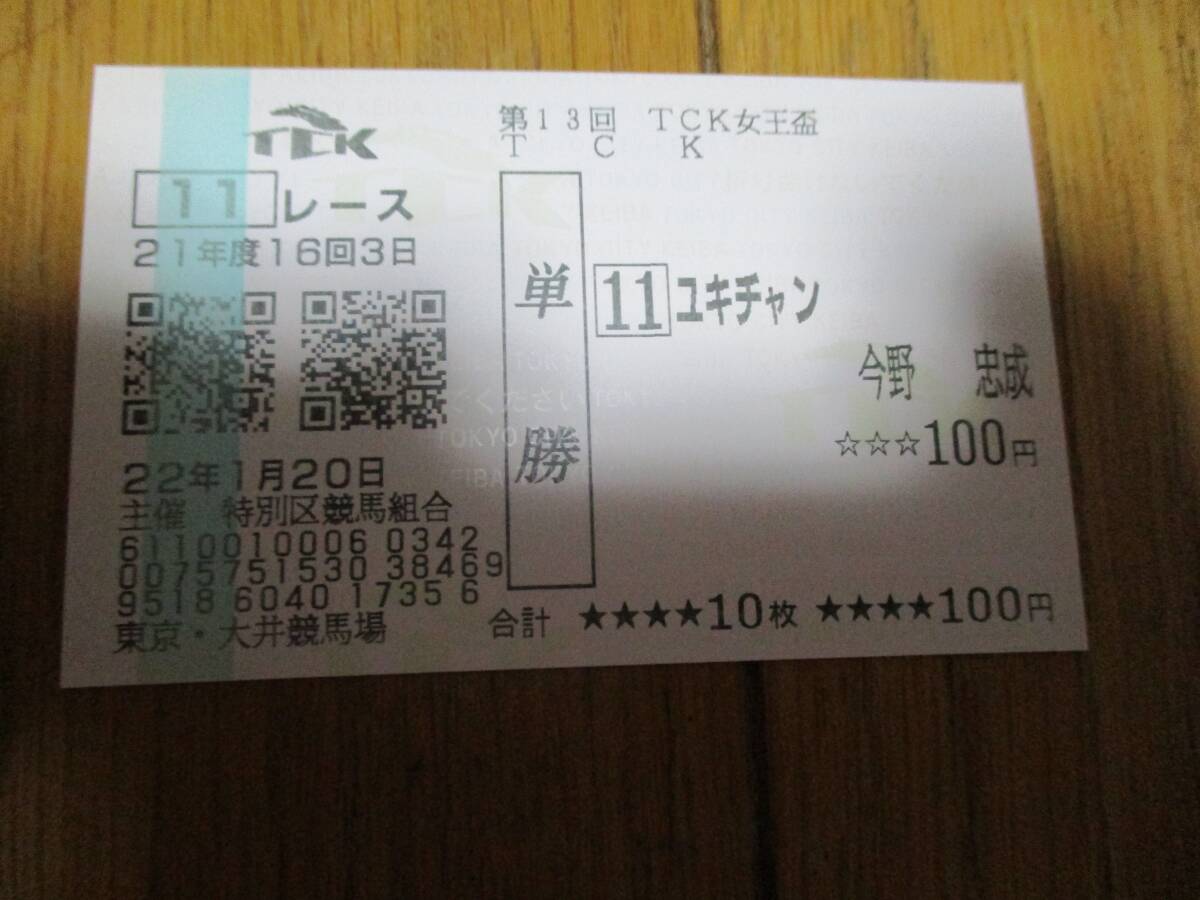 TCK
第13回 TCK女王盃
T C K
11レース
21年度16回3日
単勝
11 ユキチャン
今野 忠成
☆☆☆100円
22年1月20日
主催 特別区競馬組合
6110010006 0342
0075751530 38469
9518 6040 1735 6
東京・大井競馬場
合計 ★★★★10枚 ★★★★100円